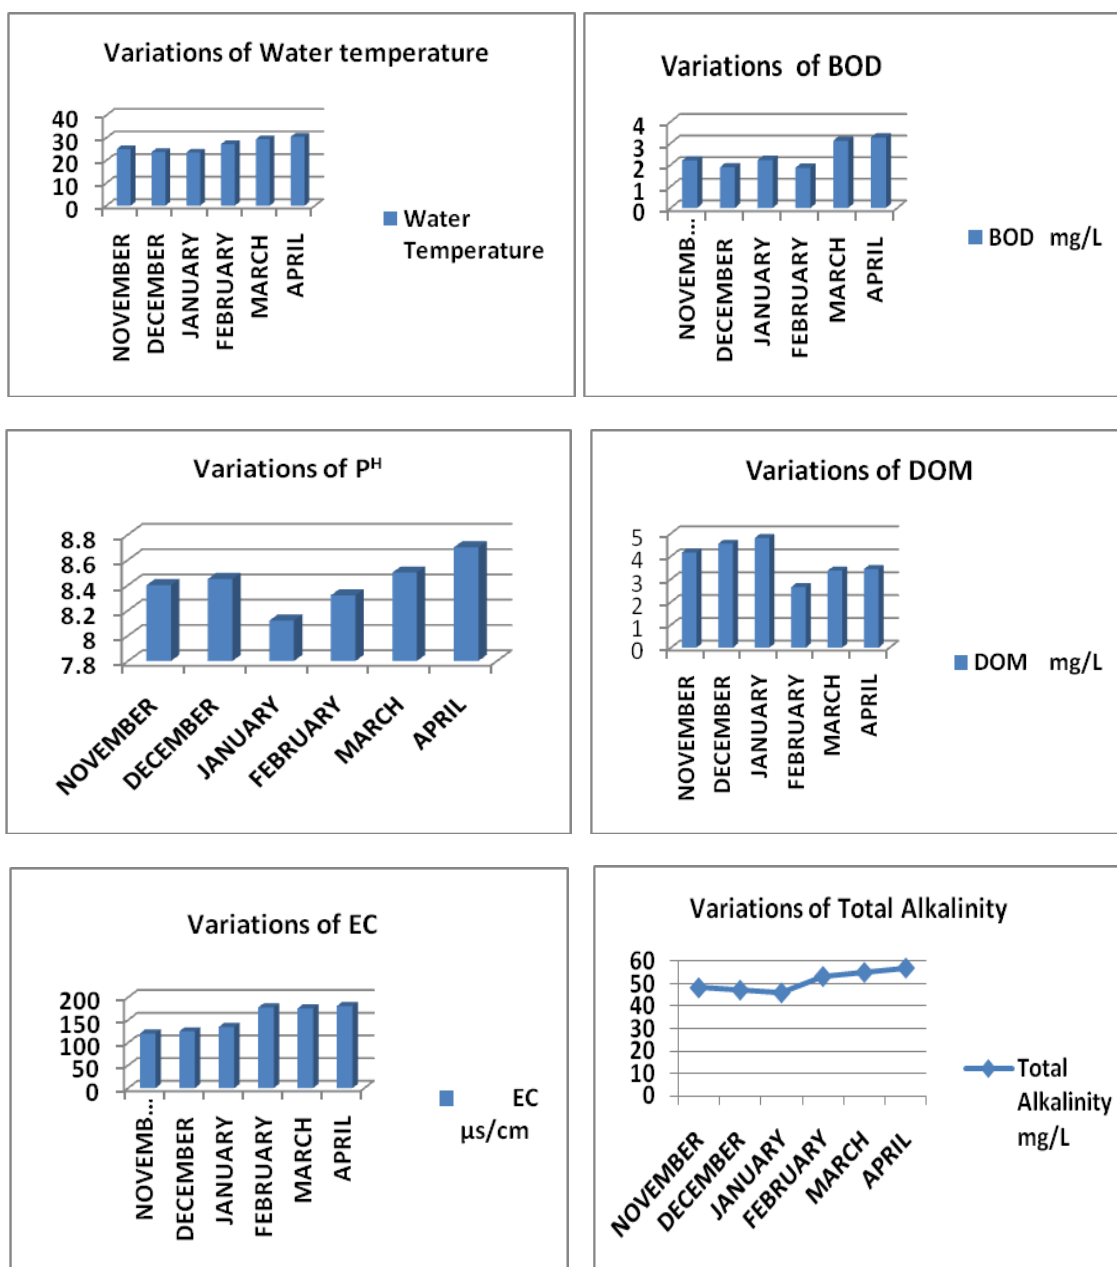 Variations of Water temperature
40
30
20
10
0
NOVEMBER
DECEMBER
JANUARY
FEBRUARY
MARCH
APRIL
Water
Temperature
Variations of BOD
4
3
2
1
0
NOVEMB...
DECEMBER
JANUARY
FEBRUARY
MARCH
APRIL
BOD mg/L
Variations of Pᴴ
8.8
8.6
8.4
8.2
8
7.8
NOVEMBER
DECEMBER
JANUARY
FEBRUARY
MARCH
APRIL
Variations of DOM
5
4
3
2
1
0
NOVEMBER
DECEMBER
JANUARY
FEBRUARY
MARCH
APRIL
DOM mg/L
Variations of EC
200
150
100
50
0
NOVEMB...
DECEMBER
JANUARY
FEBRUARY
MARCH
APRIL
EC
µs/cm
Variations of Total Alkalinity
60
50
40
30
20
10
0
NOVEMBER
DECEMBER
JANUARY
FEBRUARY
MARCH
APRIL
Total
Alkalinity
mg/L